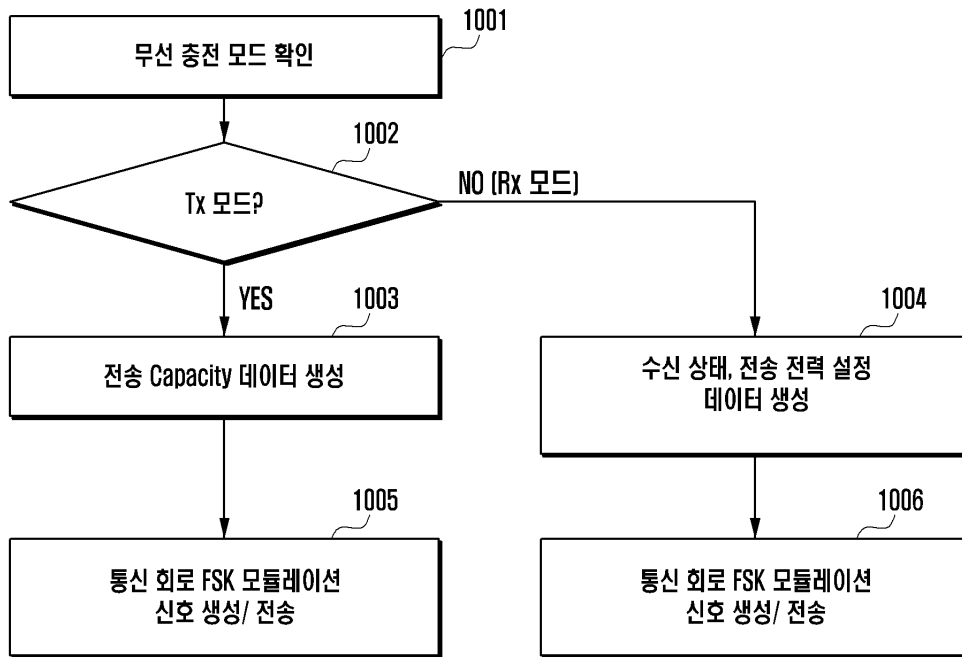 1001
무선 충전 모드 확인
1002
Tx 모드?
NO (Rx 모드)
YES
1003
전송 Capacity 데이터 생성
1004
수신 상태, 전송 전력 설정
데이터 생성
1005
통신 회로 FSK 모듈레이션
신호 생성/ 전송
1006
통신 회로 FSK 모듈레이션
신호 생성/ 전송